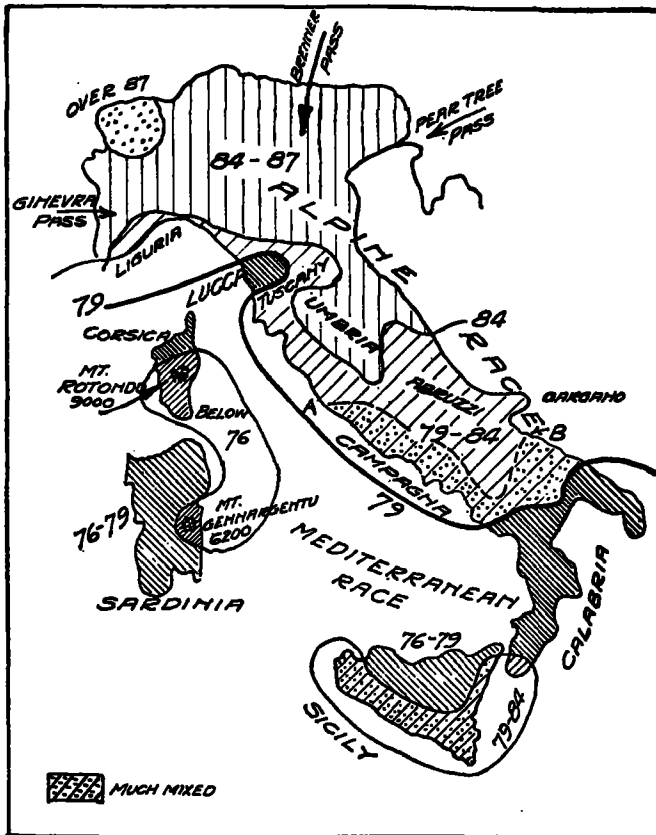 BRENNER
PASS
OVER 87
PEAR TREE
PASS
84-87
ALPINE RACE
GINEVRA
PASS
LIGURIA
79
LUCCA
TUSCANY
UMBRIA
84
CORSICA
MT.
ROTONDO
9000
BELOW
76
ABRUZZI
GARGANO
A
B
79-84
CAMPAGNA
79
76-79
MT.
GENNARGENTU
6200
SARDINIA
MEDITERRANEAN
RACE
CALABRIA
76-79
SICILY
79-84
MUCH MIXED